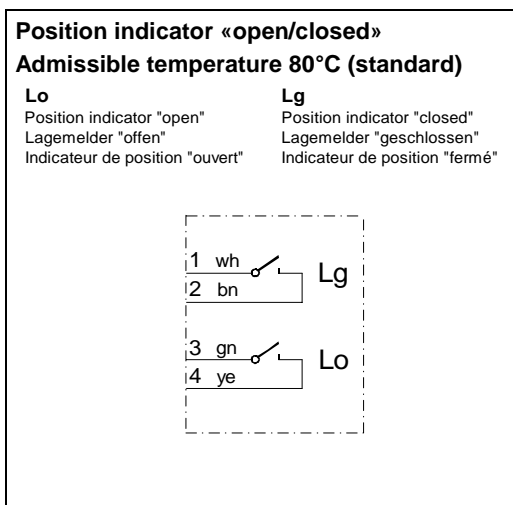 Position indicator «open/closed»
Admissible temperature 80°C (standard)
Lo
Position indicator "open"
Lagemelder "offen"
Indicateur de position "ouvert"
Lg
Position indicator "closed"
Lagemelder "geschlossen"
Indicateur de position "fermé"
1 wh
2 bn
Lg
3 gn
4 ye
Lo